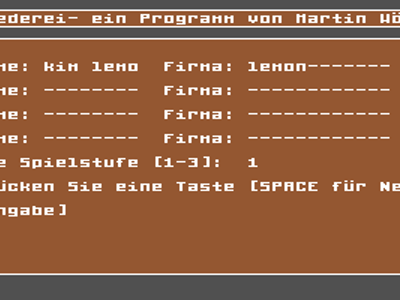 ederei- ein Programm von Martin Wö
me: kim lemo Firma: lemon-------
me: -------- Firma: ------------
me: -------- Firma: ------------
me: -------- Firma: ------------
e Spielstufe [1-3]: 1
ücken Sie eine Taste [SPACE für Ne
ngabe]